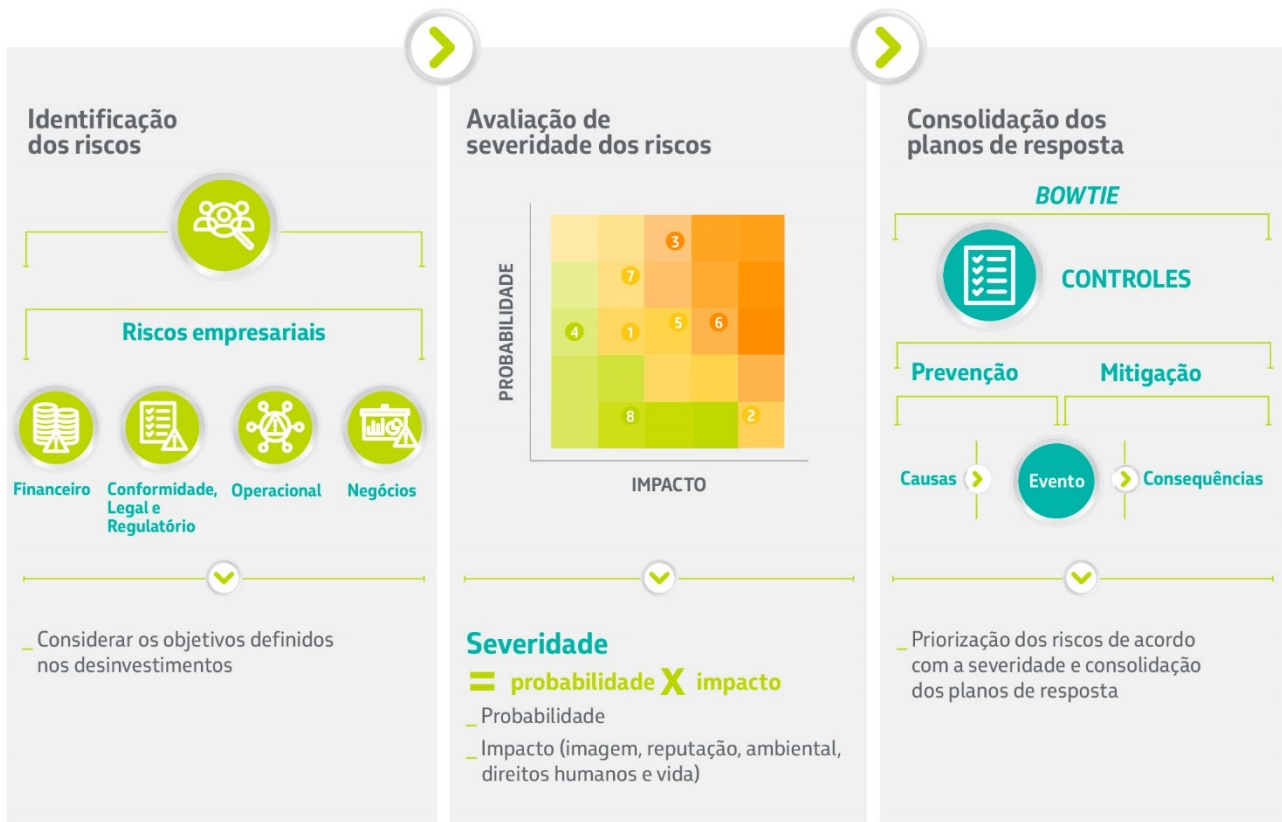 Identificação
dos riscos
Riscos empresariais
Financeiro
Conformidade,
Legal e
Regulatório
Operacional
Negócios
_ Considerar os objetivos definidos
nos desinvestimentos
Avaliação de
severidade dos riscos
PROBABILIDADE
3
7
4
1
5
6
8
2
IMPACTO
Severidade
= probabilidade X impacto
_ Probabilidade
_ Impacto (imagem, reputação, ambiental,
direitos humanos e vida)
Consolidação dos
planos de resposta
BOWTIE
CONTROLES
Prevenção
Mitigação
Causas
Evento
Consequências
_ Priorização dos riscos de acordo
com a severidade e consolidação
dos planos de resposta